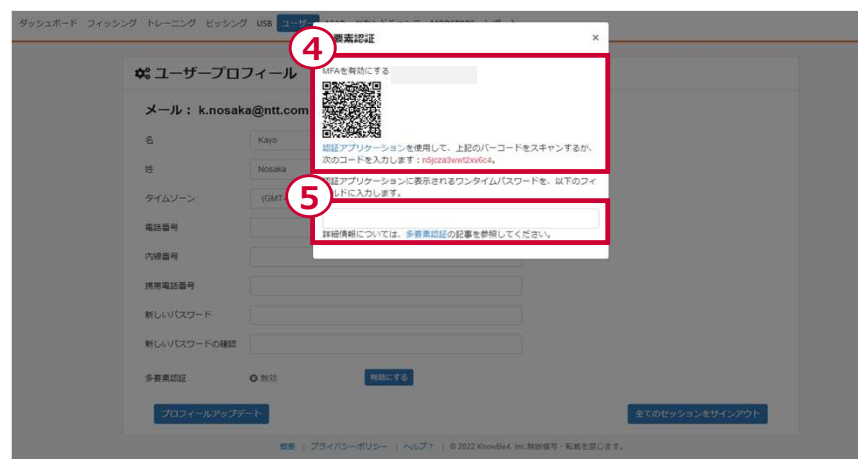 ダッシュボード フィッシング トレーニング ビッシング USB ユーザー
要素認証 ×
④
MFAを有効にする
ユーザープロフィール
メール： k.nosaka@ntt.com
認証アプリケーションを使用して、上記のバーコードをスキャンするか、
次のコードを入力します：n5jcza3wwt2xv6c4。
名 Kayo
姓 Nosaka
認証アプリケーションに表示されるワンタイムパスワードを、以下のフィ
ールドに入力します。
⑤
タイムゾーン (GMT
電話番号
詳細情報については、多要素認証の記事を参照してください。
内線番号
携帯電話番号
新しいパスワード
新しいパスワードの確認
多要素認証 無効 有効にする
プロフィールアップデート 全てのセッションをサインアウト
概要 | プライバシーポリシー | ヘルプ? | © 2022 KnowBe4, Inc 無断複写・転載を禁じます。